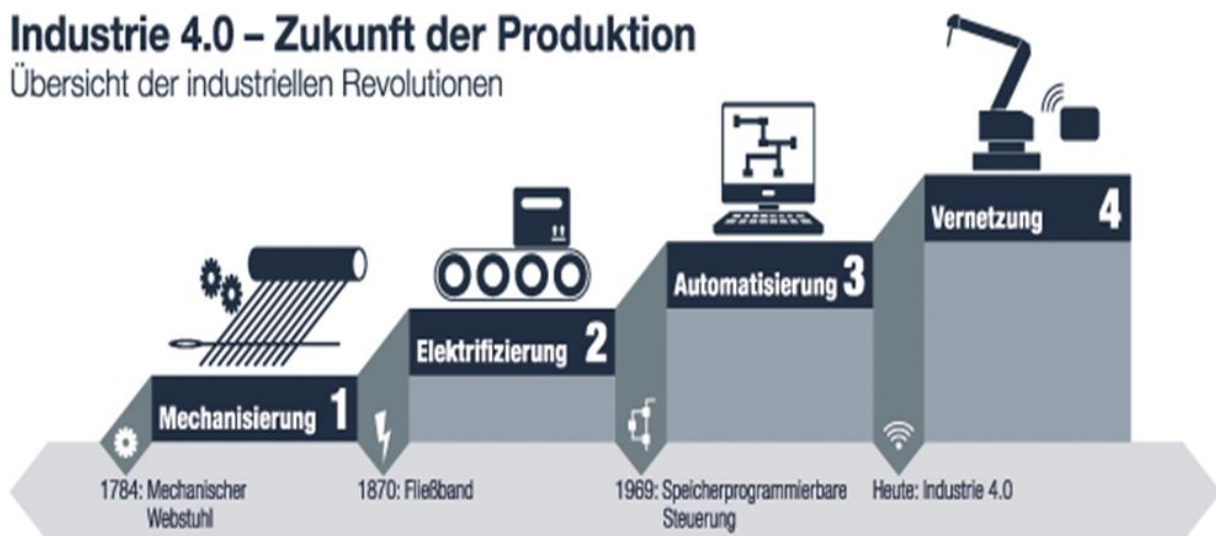 Industrie 4.0 – Zukunft der Produktion
Übersicht der industriellen Revolutionen
Mechanisierung 1
Elektrifizierung 2
Automatisierung 3
Vernetzung 4
1784: Mechanischer
Webstuhl
1870: Fließband
1969: Speicherprogrammierbare
Steuerung
Heute: Industrie 4.0